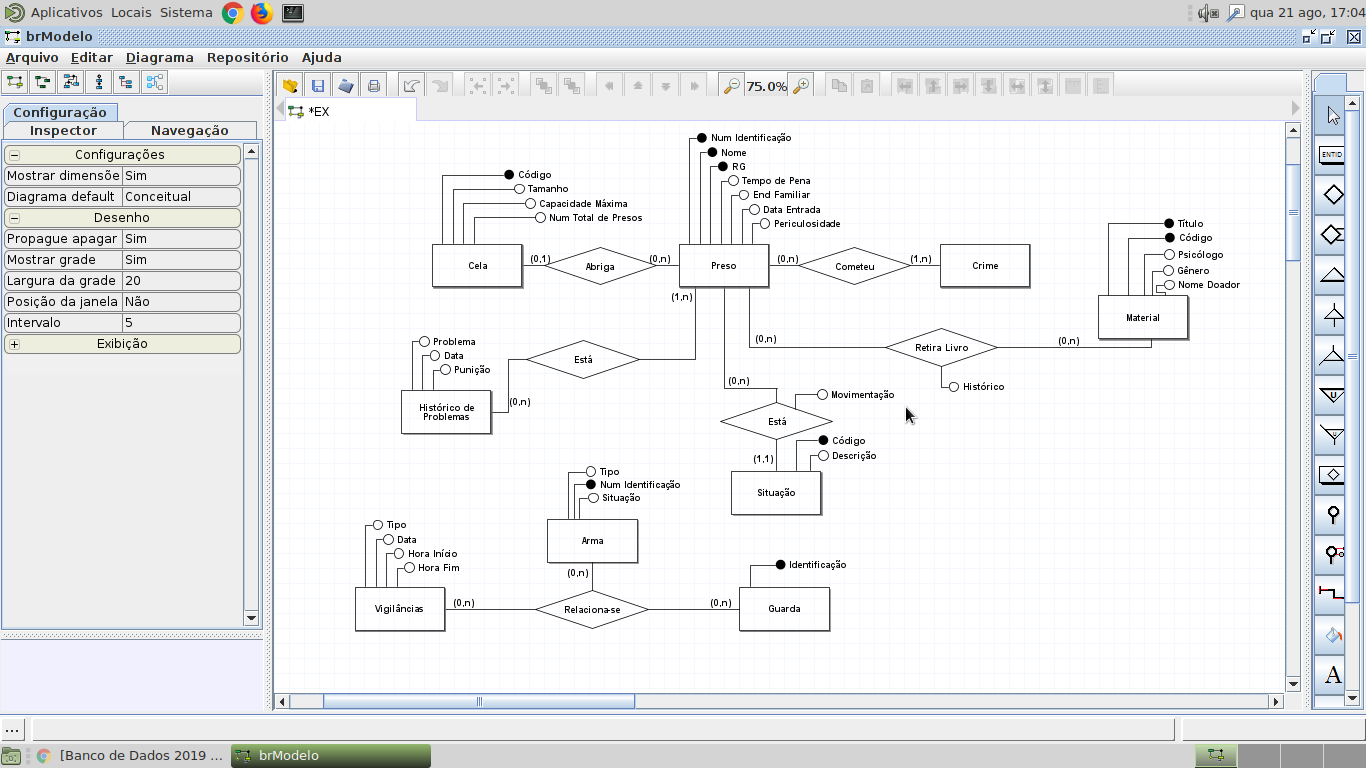 Aplicativos Locais Sistema
qua 21 ago, 17:04
brModelo
Arquivo Editar Diagrama Repositório Ajuda
75.0%
Configuração
Inspector Navegação
*EX
Configurações
Mostrar dimensõe Sim
Diagrama default Conceitual
Desenho
Propague apagar Sim
Mostrar grade Sim
Largura da grade 20
Posição da janela Não
Intervalo 5
Exibição
Num Identificação
Nome
RG
Tempo de Pena
End Familiar
Data Entrada
Periculosidade
Código
Tamanho
Capacidade Máxima
Num Total de Presos
Título
Código
Psicólogo
Gênero
Nome Doador
Cela (0,1) Abriga (0,n) Preso (0,n) Cometeu (1,n) Crime
(1,n)
Material
(0,n) Retira Livro (0,n)
Histórico
Problema
Data
Punição
Está
Histórico de
Problemas
(0,n)
(0,n)
Movimentação
Está
(1,1)
Código
Descrição
Situação
Tipo
Num Identificação
Situação
Arma
(0,n)
Tipo
Data
Hora Início
Hora Fim
Identificação
Vigilâncias (0,n) Relaciona-se (0,n) Guarda
ENTID
A
...
[Banco de Dados 2019 ... brModelo